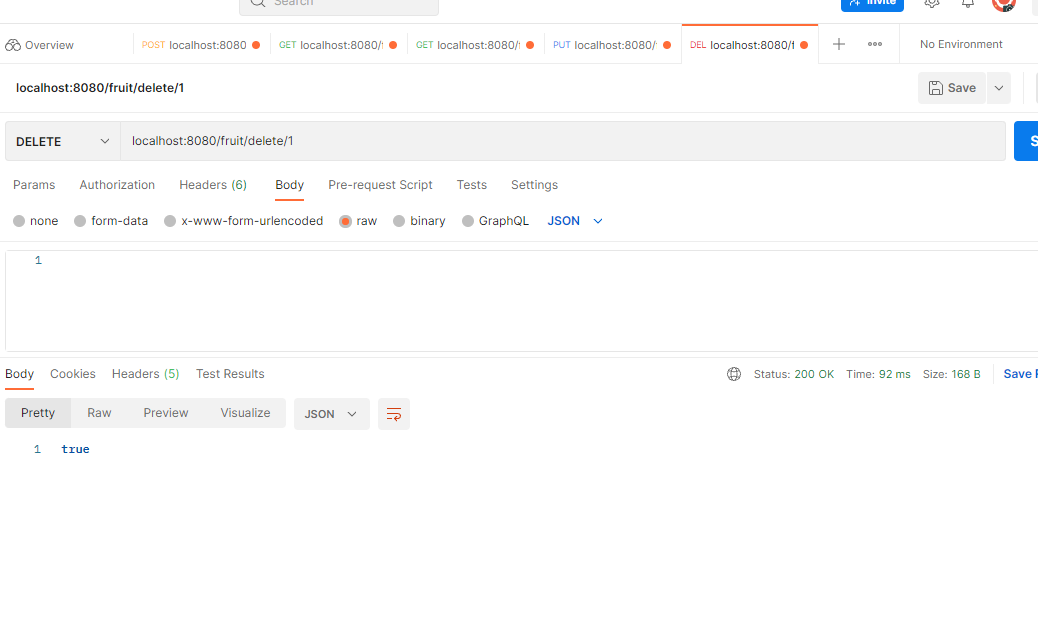 Search Invite
Overview POST localhost:8080 GET localhost:8080/f GET localhost:8080/ PUT localhost:8080/ DEL localhost:8080/f No Environment
localhost:8080/fruit/delete/1 Save
DELETE localhost:8080/fruit/delete/1 S
Params Authorization Headers (6) Body Pre-request Script Tests Settings
none form-data x-www-form-urlencoded raw binary GraphQL JSON
1
Body Cookies Headers (5) Test Results Status: 200 OK Time: 92 ms Size: 168 B Save
Pretty Raw Preview Visualize JSON
1 true